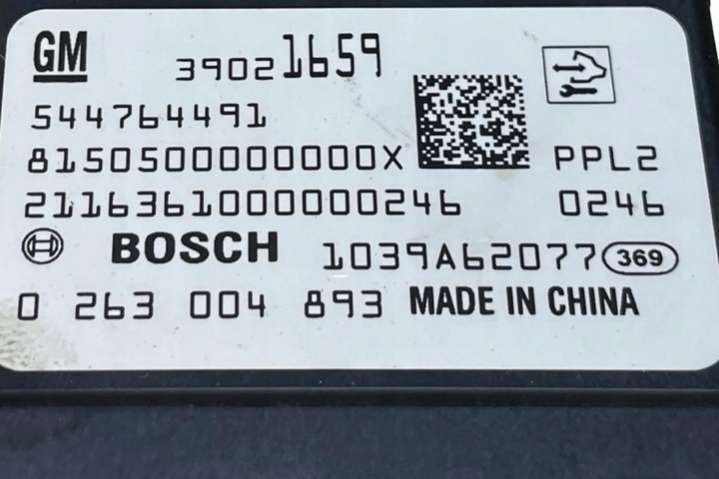 GM 39021659
544764491
8150500000000X PPL2
2116361000000246 0246
BOSCH 1039A62077 369
0 263 004 893 MADE IN CHINA